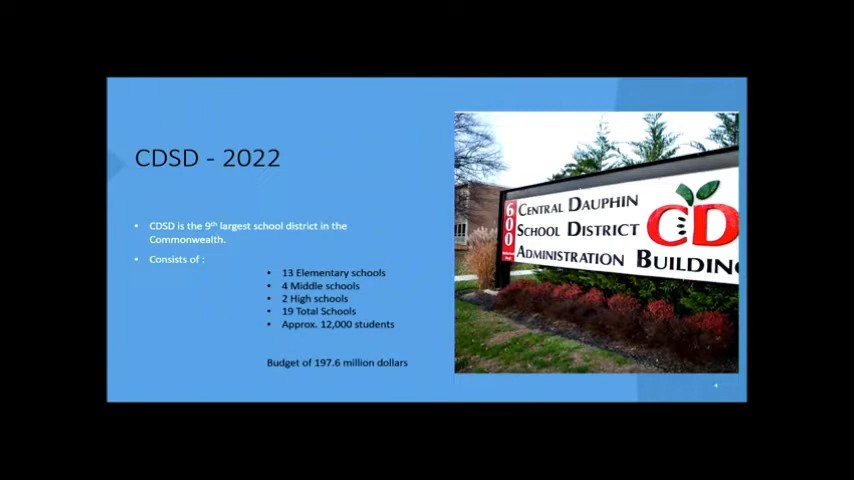 CDSD - 2022
• CDSD is the 9th largest school district in the
Commonwealth.
• Consists of :
• 13 Elementary schools
• 4 Middle schools
• 2 High schools
• 19 Total Schools
• Approx. 12,000 students
Budget of 197.6 million dollars
600
CENTRAL DAUPHIN
SCHOOL DISTRICT
ADMINISTRATION BUILDING
CD
4